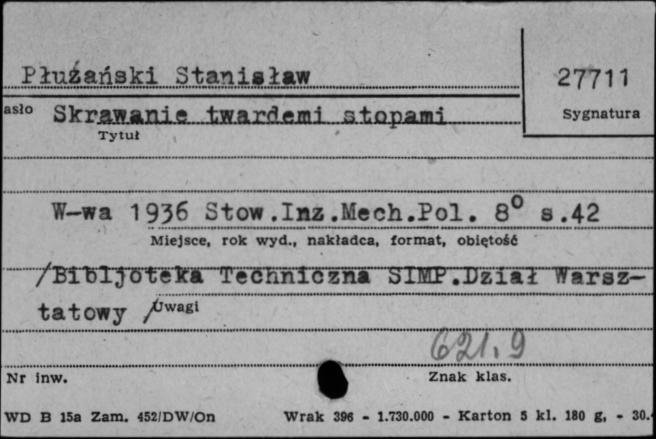 Płużański Stanisław
27711
asło Skrawanie twardemi stopami
Sygnatura
Tytuł
W-wa 1936 Stow.Inż.Mech.Pol. 8° s.42
Miejsce, rok wyd., nakładca, format, objętość
/Bibljoteka Techniczna SIMP.Dział Warsz-
tatowy /
Uwagi
621.9
Nr inw.
Znak klas.
WD B 15a Zam. 452/DW/On Wrak 396 - 1.730.000 - Karton 5 kl. 180 g, - 30.